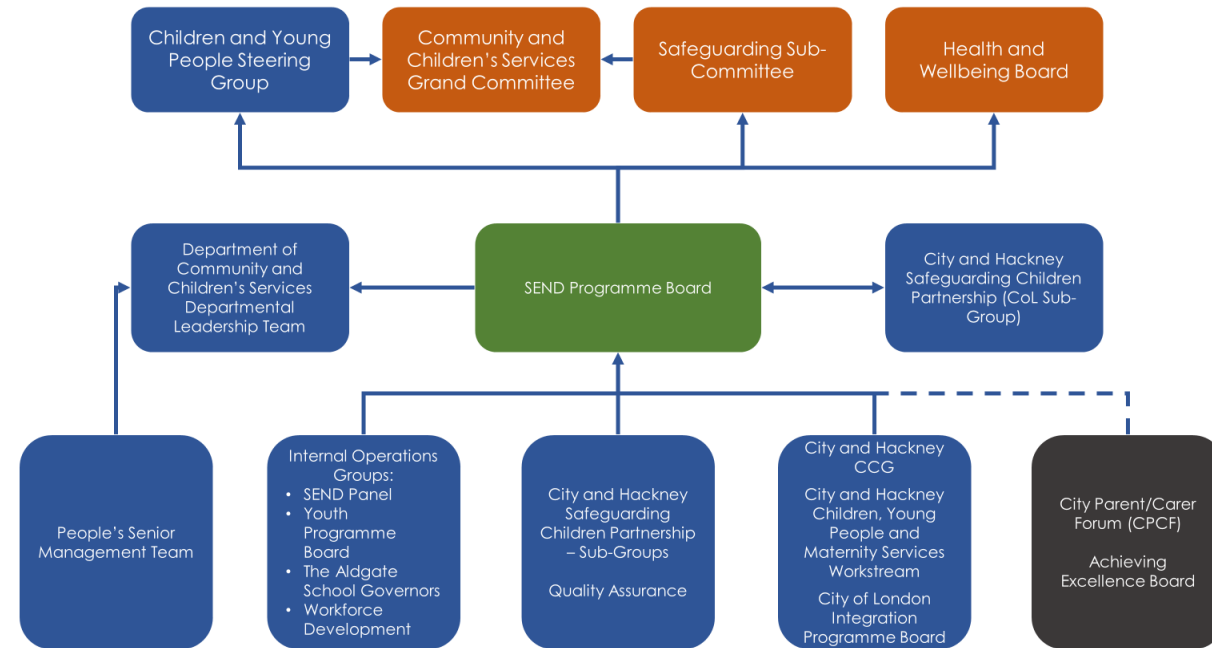 Children and Young
People Steering
Group
Community and
Children's Services
Grand Committee
Safeguarding Sub-
Committee
Health and
Wellbeing Board
Department of
Community and
Children's Services
Departmental
Leadership Team
SEND Programme Board
City and Hackney
Safeguarding Children
Partnership (CoL Sub-
Group)
People's Senior
Management Team
Internal Operations
Groups:
• SEND Panel
• Youth
Programme
Board
• The Aldgate
School Governors
• Workforce
Development
City and Hackney
Safeguarding
Children Partnership
– Sub-Groups
Quality Assurance
City and Hackney
CCG
City and Hackney
Children, Young
People and
Maternity Services
Workstream
City of London
Integration
Programme Board
City Parent/Carer
Forum (CPCF)
Achieving
Excellence Board